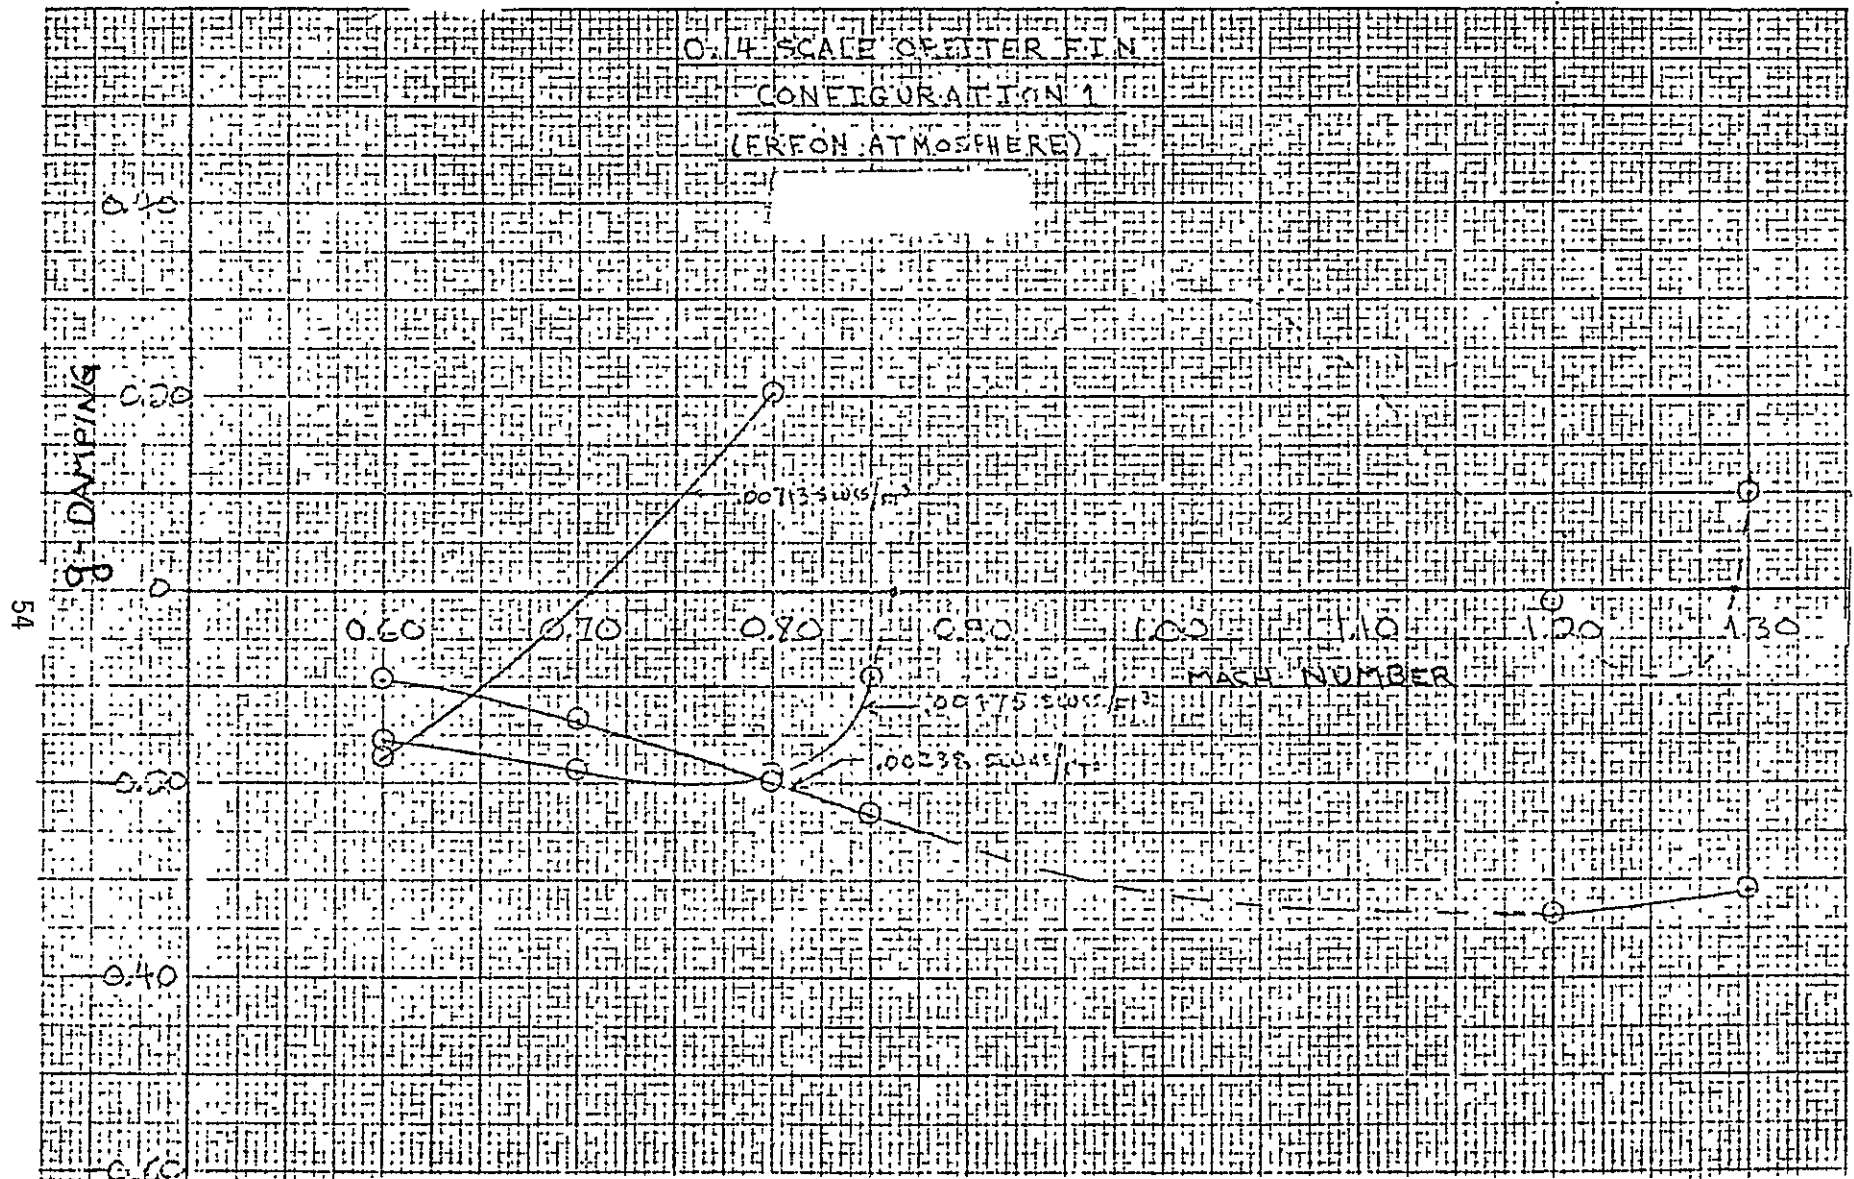 0.14 SCALE ORBITER FIN
CONFIGURATION 1
(FREON ATMOSPHERE)
0.40
0.20
g-DAMPING
.00713 SLUGS/FT³
0
0.60 0.70 0.80 0.90 1.00 1.10 1.20 1.30
MACH NUMBER
SLUGS/FT³
.00238 SLUGS/FT³
0.20
0.40
0.60
54